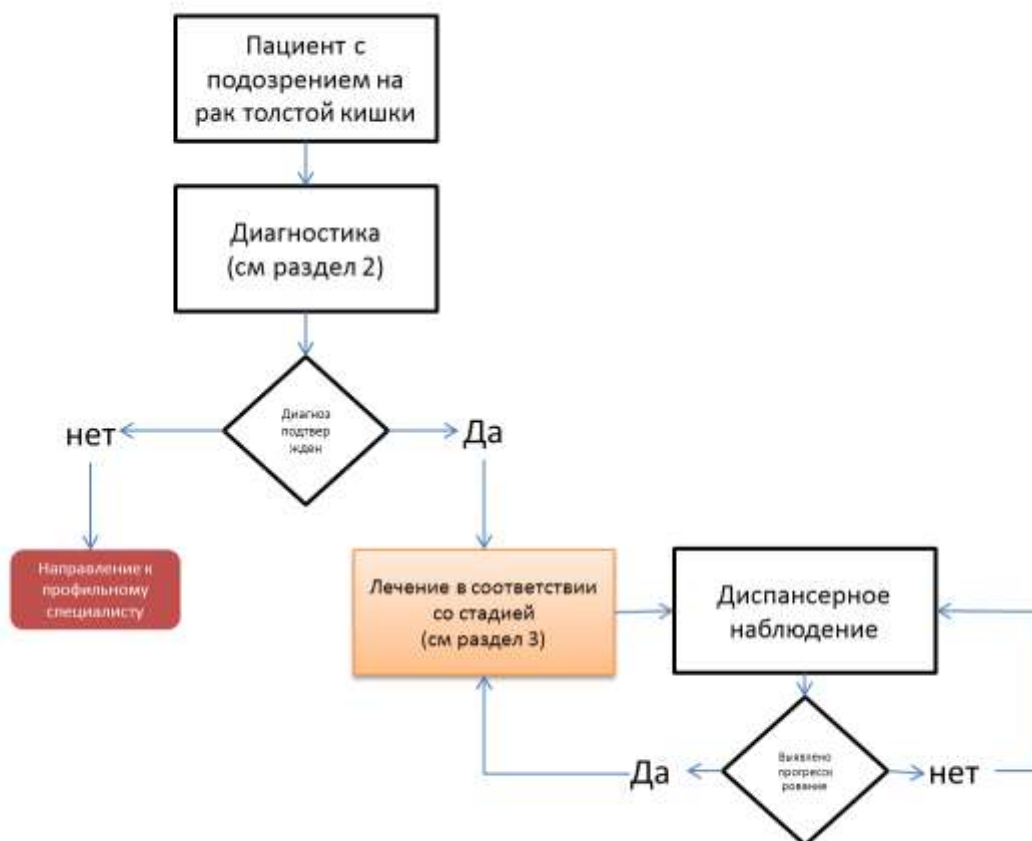 Пациент с
подозрением на
рак толстой кишки
Диагностика
(см раздел 2)
Диагноз
подтвер
жден
нет
Да
Направление к
профильному
специалисту
Лечение в соответствии
со стадией
(см раздел 3)
Диспансерное
наблюдение
Выявлено
прогресси
рование
Да
нет